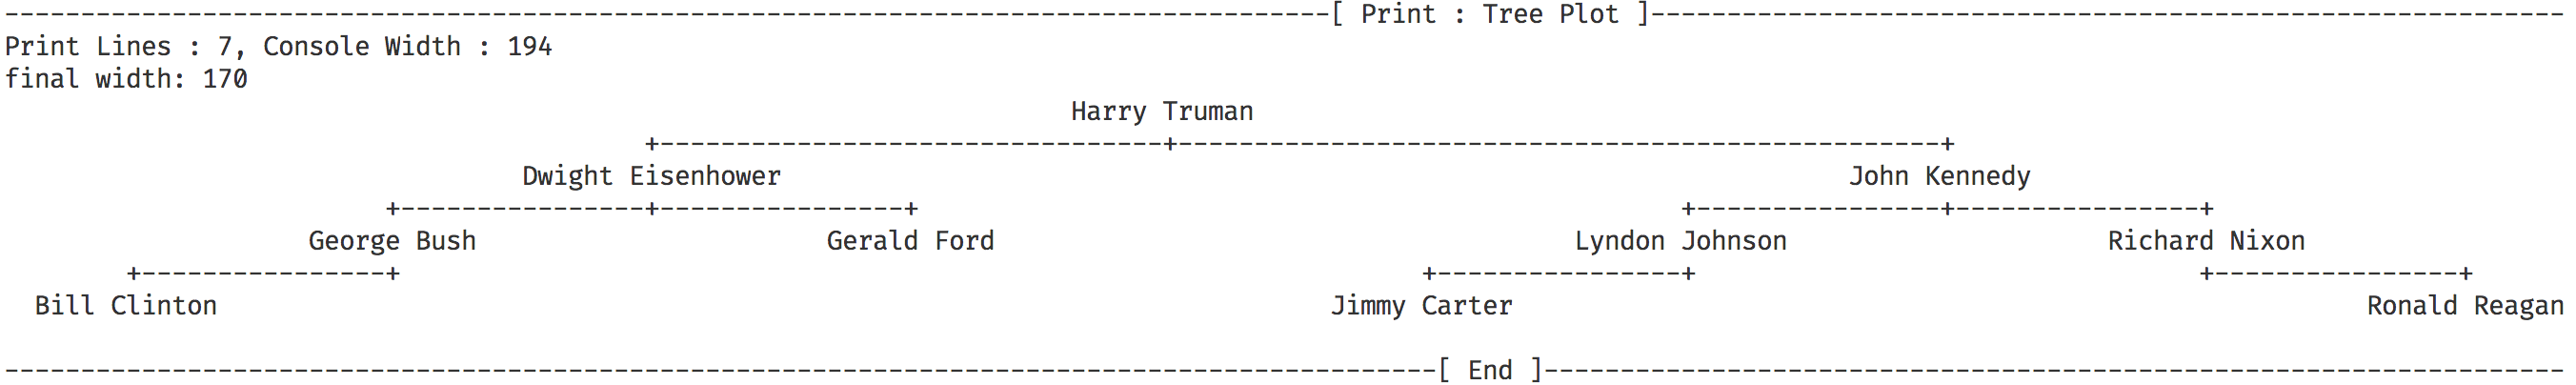 ---------------------------------------------------------------------------------------[ Print : Tree Plot ]------------------------------------------------------------
Print Lines : 7, Console Width : 194
final width: 170
                                                                      Harry Truman
                                          +---------------------------------+--------------------------------------------------+
                                  Dwight Eisenhower                                                                      John Kennedy
                         +----------------+----------------+                                                  +----------------+----------------+
                    George Bush                       Gerald Ford                                      Lyndon Johnson                     Richard Nixon
        +----------------+                                                                   +----------------+                                 +----------------+
  Bill Clinton                                                                         Jimmy Carter                                                        Ronald Reagan
----------------------------------------------------------------------------------------------[ End ]-------------------------------------------------------------------